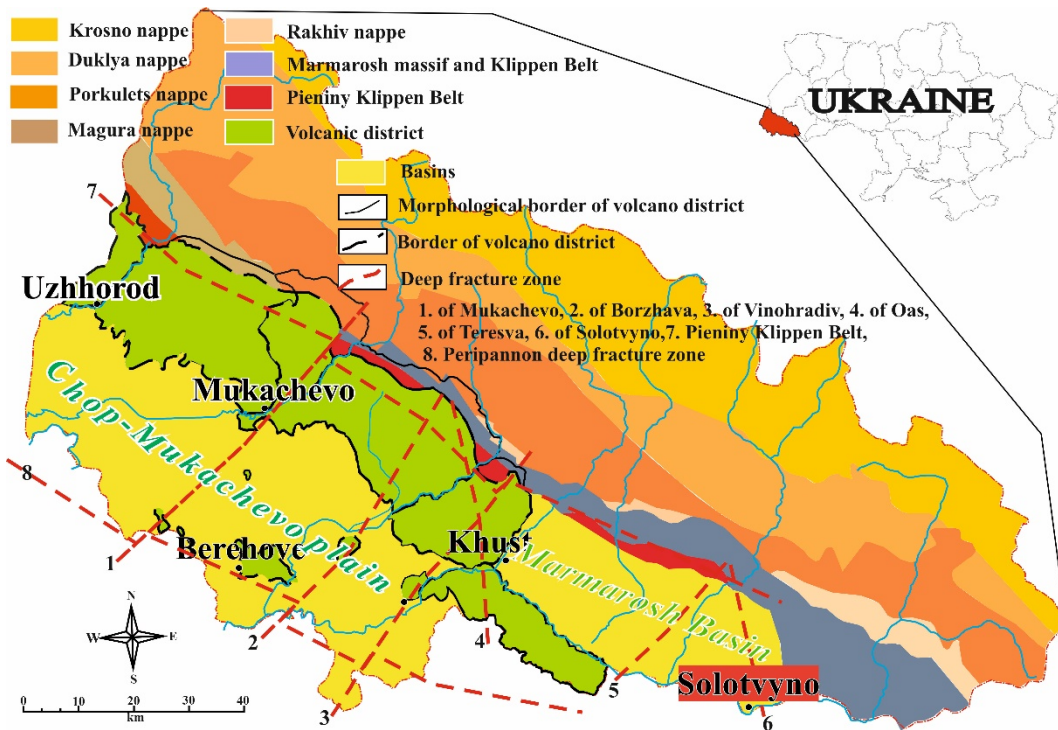 Krosno nappe
Duklya nappe
Porkulets nappe
Magura nappe
Rakhiv nappe
Marmarosh massif and Klippen Belt
Pieniny Klippen Belt
Volcanic district
Basins
Morphological border of volcano district
Border of volcano district
Deep fracture zone
1. of Mukachevo, 2. of Borzhava, 3. of Vinohradiv, 4. of Oas,
5. of Teresva, 6. of Solotvyno,7. Pieniny Klippen Belt,
8. Peripannon deep fracture zone
UKRAINE
7
Uzhhorod
Mukachevo
Chop-Mukachevo plain
8
Berehove
1
Khust
Marmarosh Basin
2
4
3
5
Solotvyno
6
N
W E
S
0 10 20 30 40
km